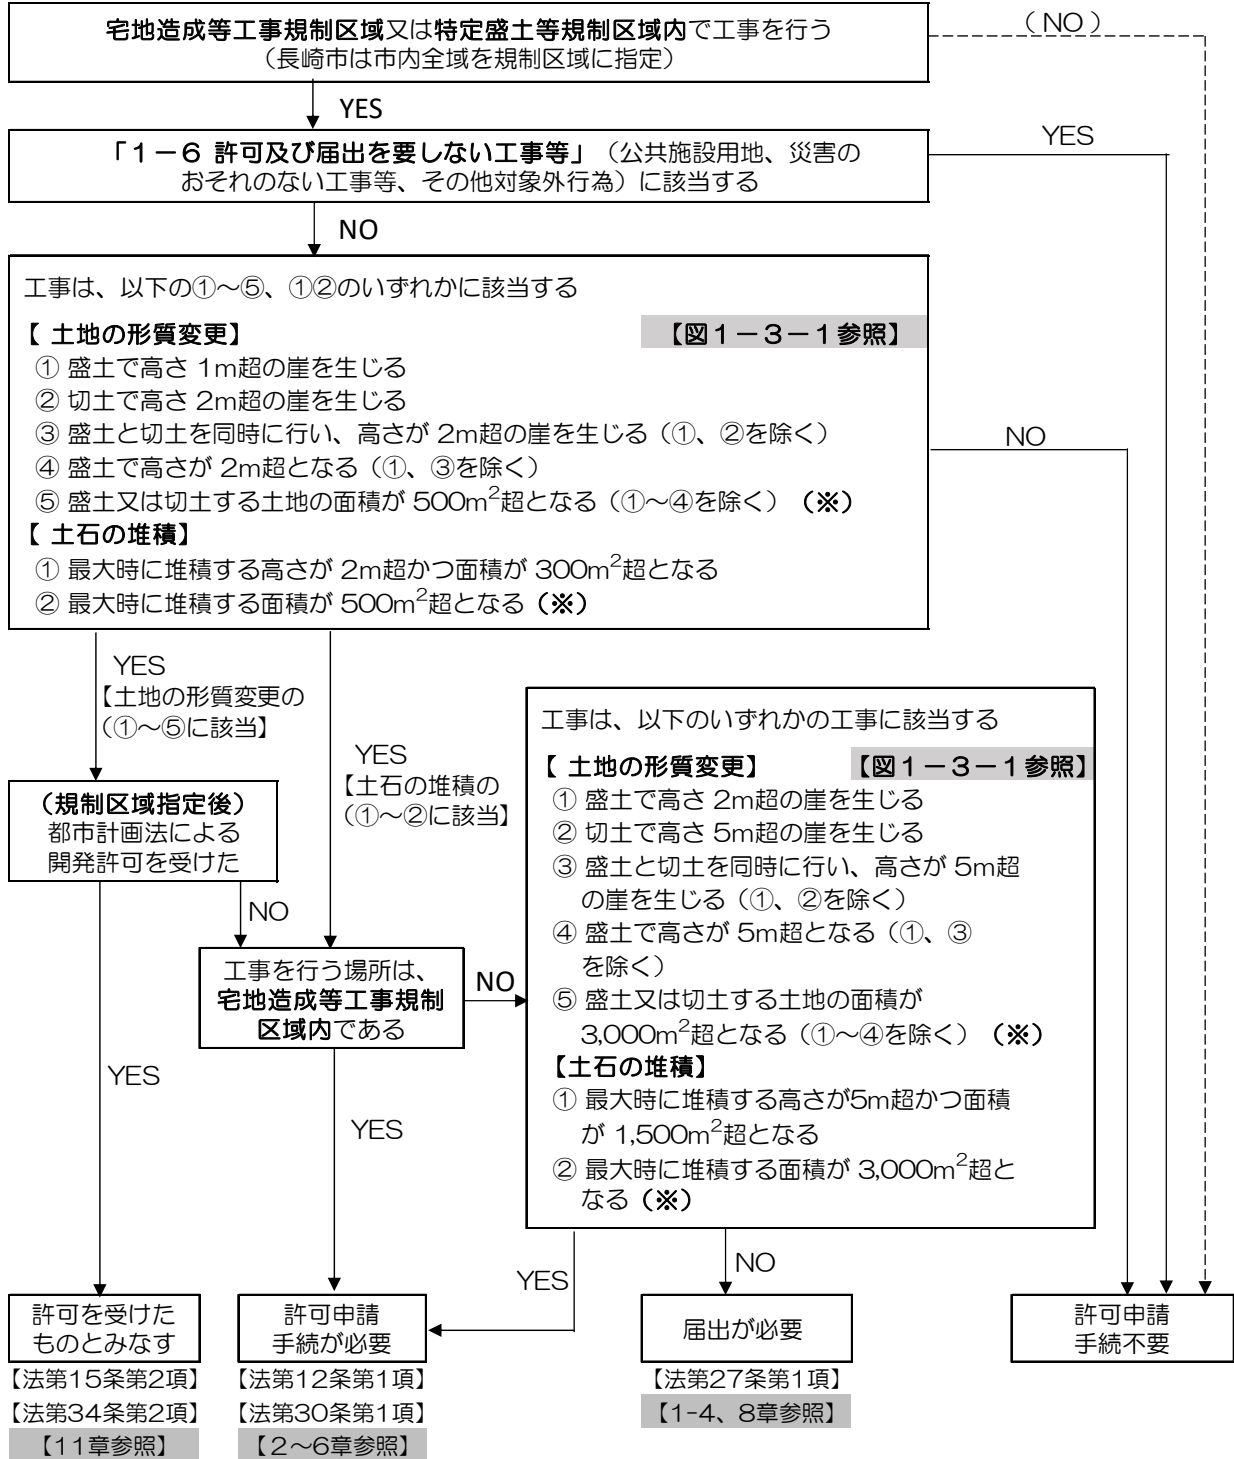 宅地造成等工事規制区域又は特定盛土等規制区域内で工事を行う
（長崎市は市内全域を規制区域に指定）
（NO）
YES
「１－６ 許可及び届出を要しない工事等」（公共施設用地、災害の
おそれのない工事等、その他対象外行為）に該当する
YES
NO
工事は、以下の①～⑤、①②のいずれかに該当する
【 土地の形質変更】
【図１－３－１参照】
① 盛土で高さ 1m超の崖を生じる
② 切土で高さ 2m超の崖を生じる
③ 盛土と切土を同時に行い、高さが 2m超の崖を生じる（①、②を除く）
④ 盛土で高さが 2m超となる（①、③を除く）
⑤ 盛土又は切土する土地の面積が 500m²超となる（①～④を除く）（※）
【 土石の堆積】
① 最大時に堆積する高さが 2m超かつ面積が 300m²超となる
② 最大時に堆積する面積が 500m²超となる（※）
NO
YES
【土地の形質変更の
（①～⑤に該当】
YES
【土石の堆積の
（①～②に該当】
（規制区域指定後）
都市計画法による
開発許可を受けた
NO
YES
工事を行う場所は、
宅地造成等工事規制
区域内である
NO
YES
工事は、以下のいずれかの工事に該当する
【 土地の形質変更】
【図１－３－１参照】
① 盛土で高さ 2m超の崖を生じる
② 切土で高さ 5m超の崖を生じる
③ 盛土と切土を同時に行い、高さが 5m超
の崖を生じる（①、②を除く）
④ 盛土で高さが 5m超となる（①、③
を除く）
⑤ 盛土又は切土する土地の面積が
3,000m²超となる（①～④を除く）（※）
【土石の堆積】
① 最大時に堆積する高さが5m超かつ面積
が 1,500m²超となる
② 最大時に堆積する面積が 3,000m²超と
なる（※）
YES
NO
許可を受けた
ものとみなす
【法第15条第2項】
【法第34条第2項】
【11章参照】
許可申請
手続が必要
【法第12条第1項】
【法第30条第1項】
【２～６章参照】
届出が必要
【法第27条第1項】
【1-4、8章参照】
許可申請
手続不要